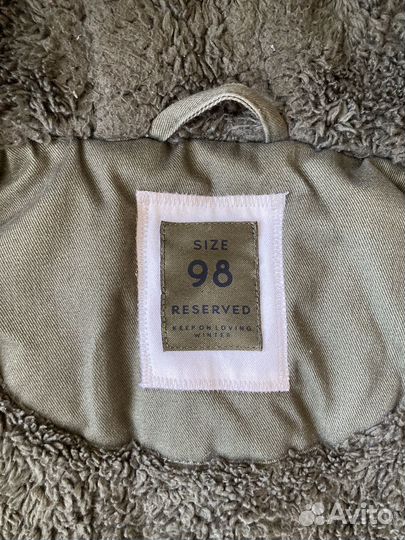 SIZE
98
RESERVED
KEEP ON LOVING
WINTER
Avito